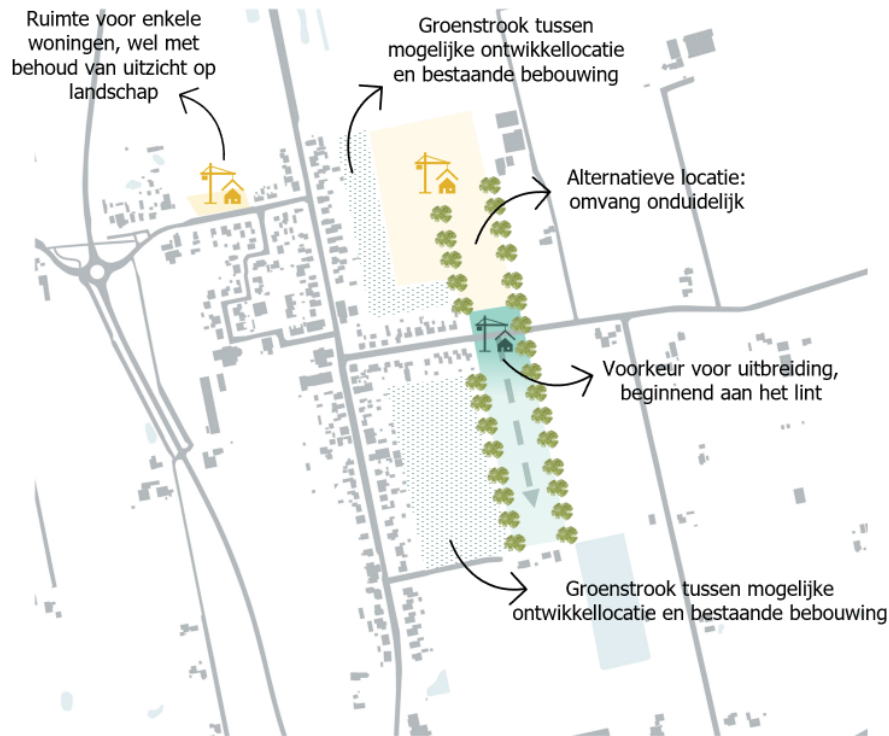 Ruimte voor enkele
woningen, wel met
behoud van uitzicht op
landschap
Groenstrook tussen
mogelijke ontwikkellocatie
en bestaande bebouwing
Alternatieve locatie:
omvang onduidelijk
Voorkeur voor uitbreiding,
beginnend aan het lint
Groenstrook tussen mogelijke
ontwikkellocatie en bestaande bebouwing